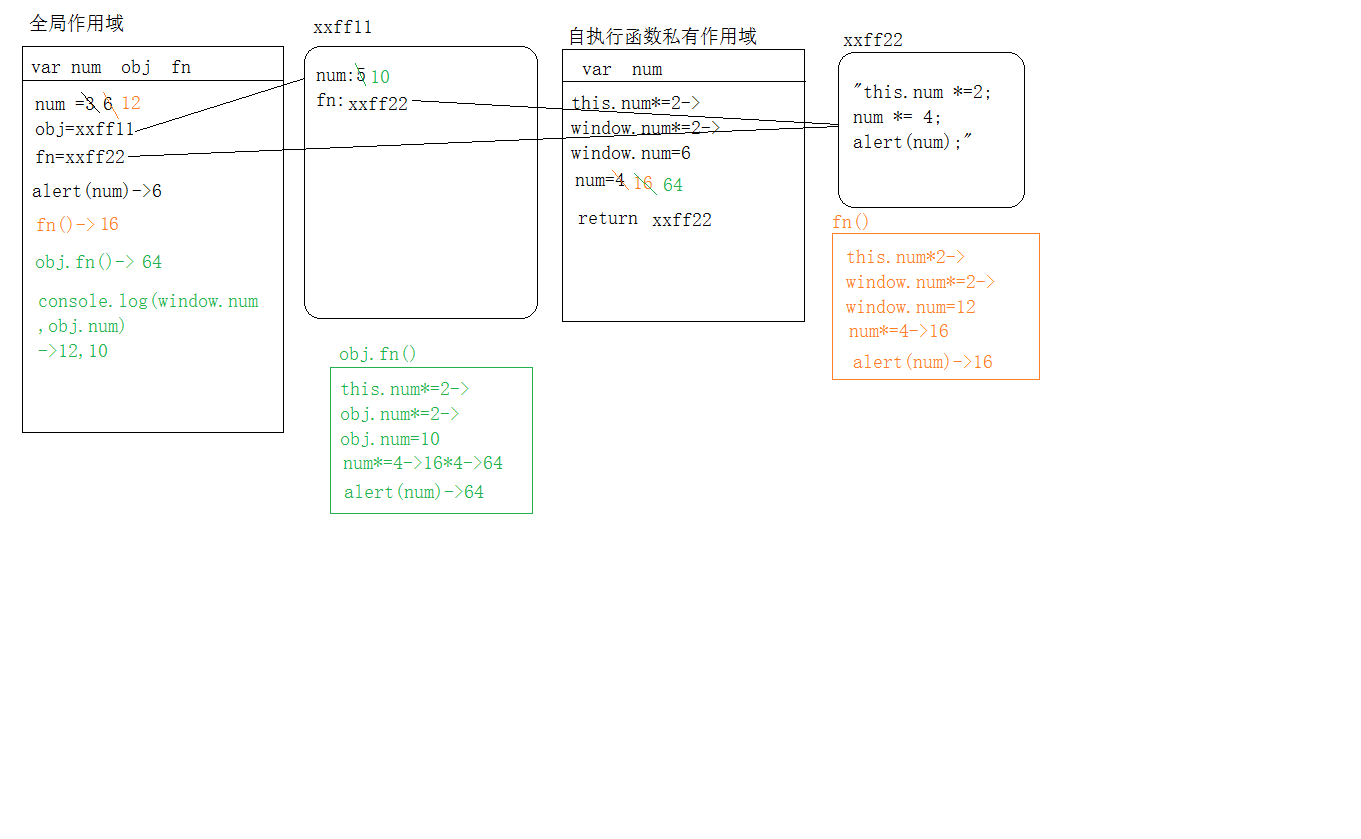 全局作用域
var num obj fn
num =3 6 12
obj=xxff11
fn=xxff22
alert(num)->6
fn()->16
obj.fn()-> 64
console.log(window.num
,obj.num)
->12,10
xxff11
num:5 10
fn: xxff22
obj.fn()
this.num*=2->
obj.num*=2->
obj.num=10
num*=4->16*4->64
alert(num)->64
自执行函数私有作用域
var num
this.num*=2->
window.num*=2->
window.num=6
num=4 16 64
return xxff22
xxff22
"this.num *=2;
num *= 4;
alert(num);"
fn()
this.num*2->
window.num*=2->
window.num=12
num*=4->16
alert(num)->16